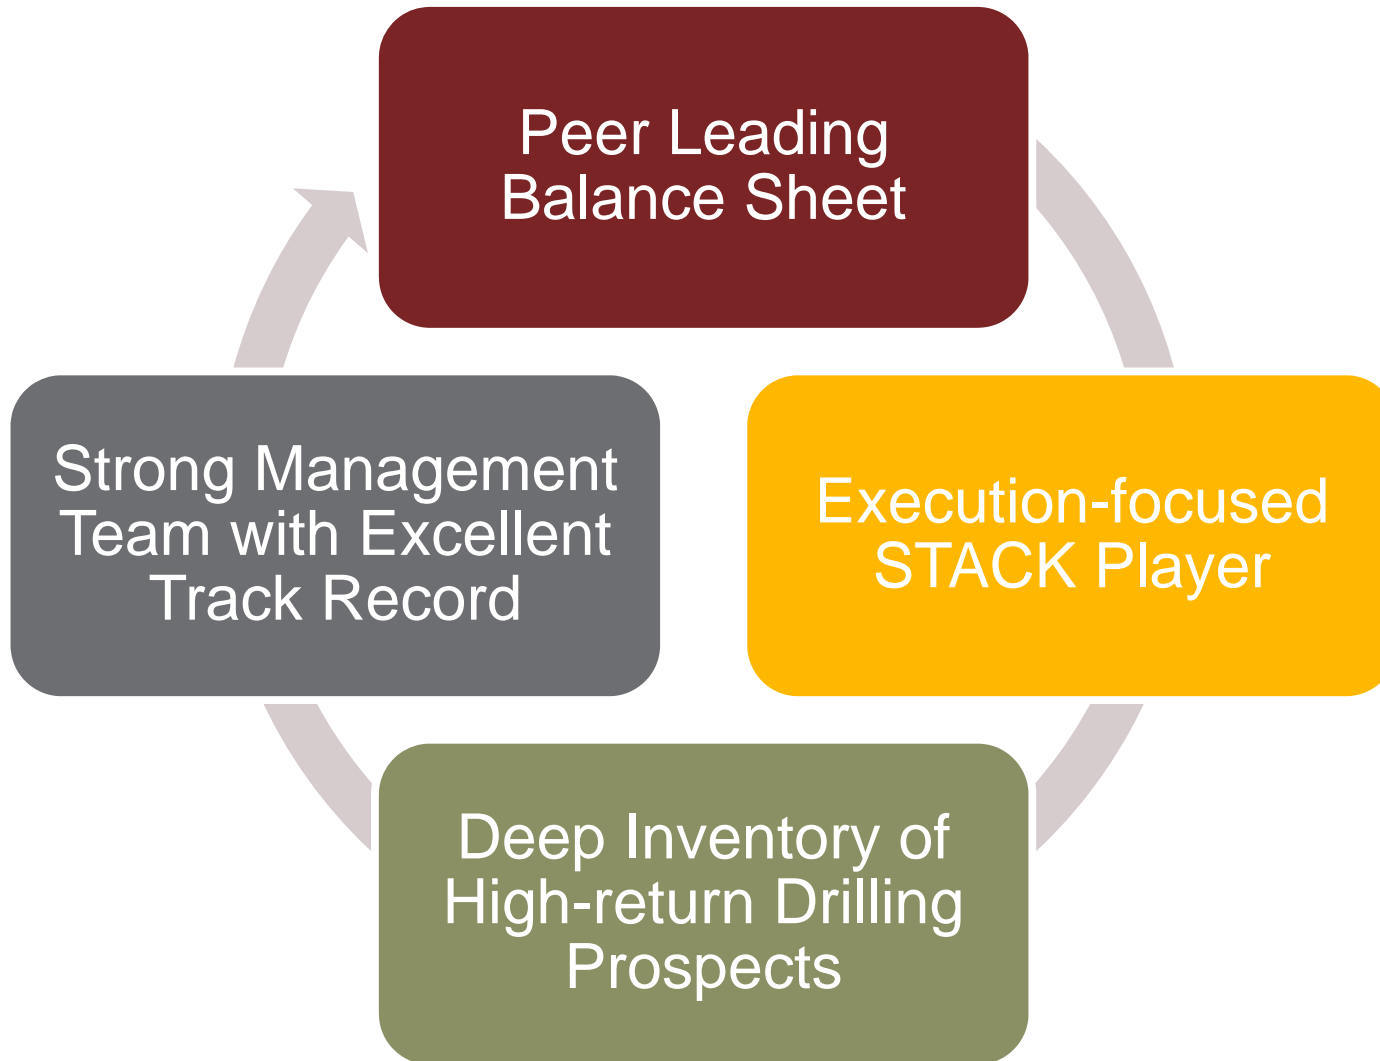 Peer Leading
Balance Sheet
Strong Management
Team with Excellent
Track Record
Execution-focused
STACK Player
Deep Inventory of
High-return Drilling
Prospects